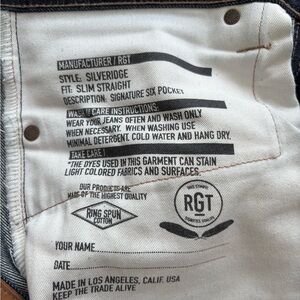 MANUFACTURER / RGT
STYLE: SILVERIDGE
FIT: SLIM STRAIGHT
DESCRIPTION: SIGNATURE SIX POCKET
WASH/CARE INSTRUCTIONS:
WEAR YOUR JEANS OFTEN AND WASH ONLY
WHEN NECESSARY. WHEN WASHING USE
MINIMAL DETERGENT, COLD WATER AND HANG DRY.
TAKE CARE!
*THE DYES USED IN THIS GARMENT CAN STAIN
LIGHT COLORED FABRICS AND SURFACES.
OUR PRODUCTS ARE
MADE OF THE HIGHEST QUALITY
RING SPUN
COTTON
RGT
YOUR NAME
DATE
MADE IN LOS ANGELES, CALIF. USA
KEEP THE TRADE ALIVE